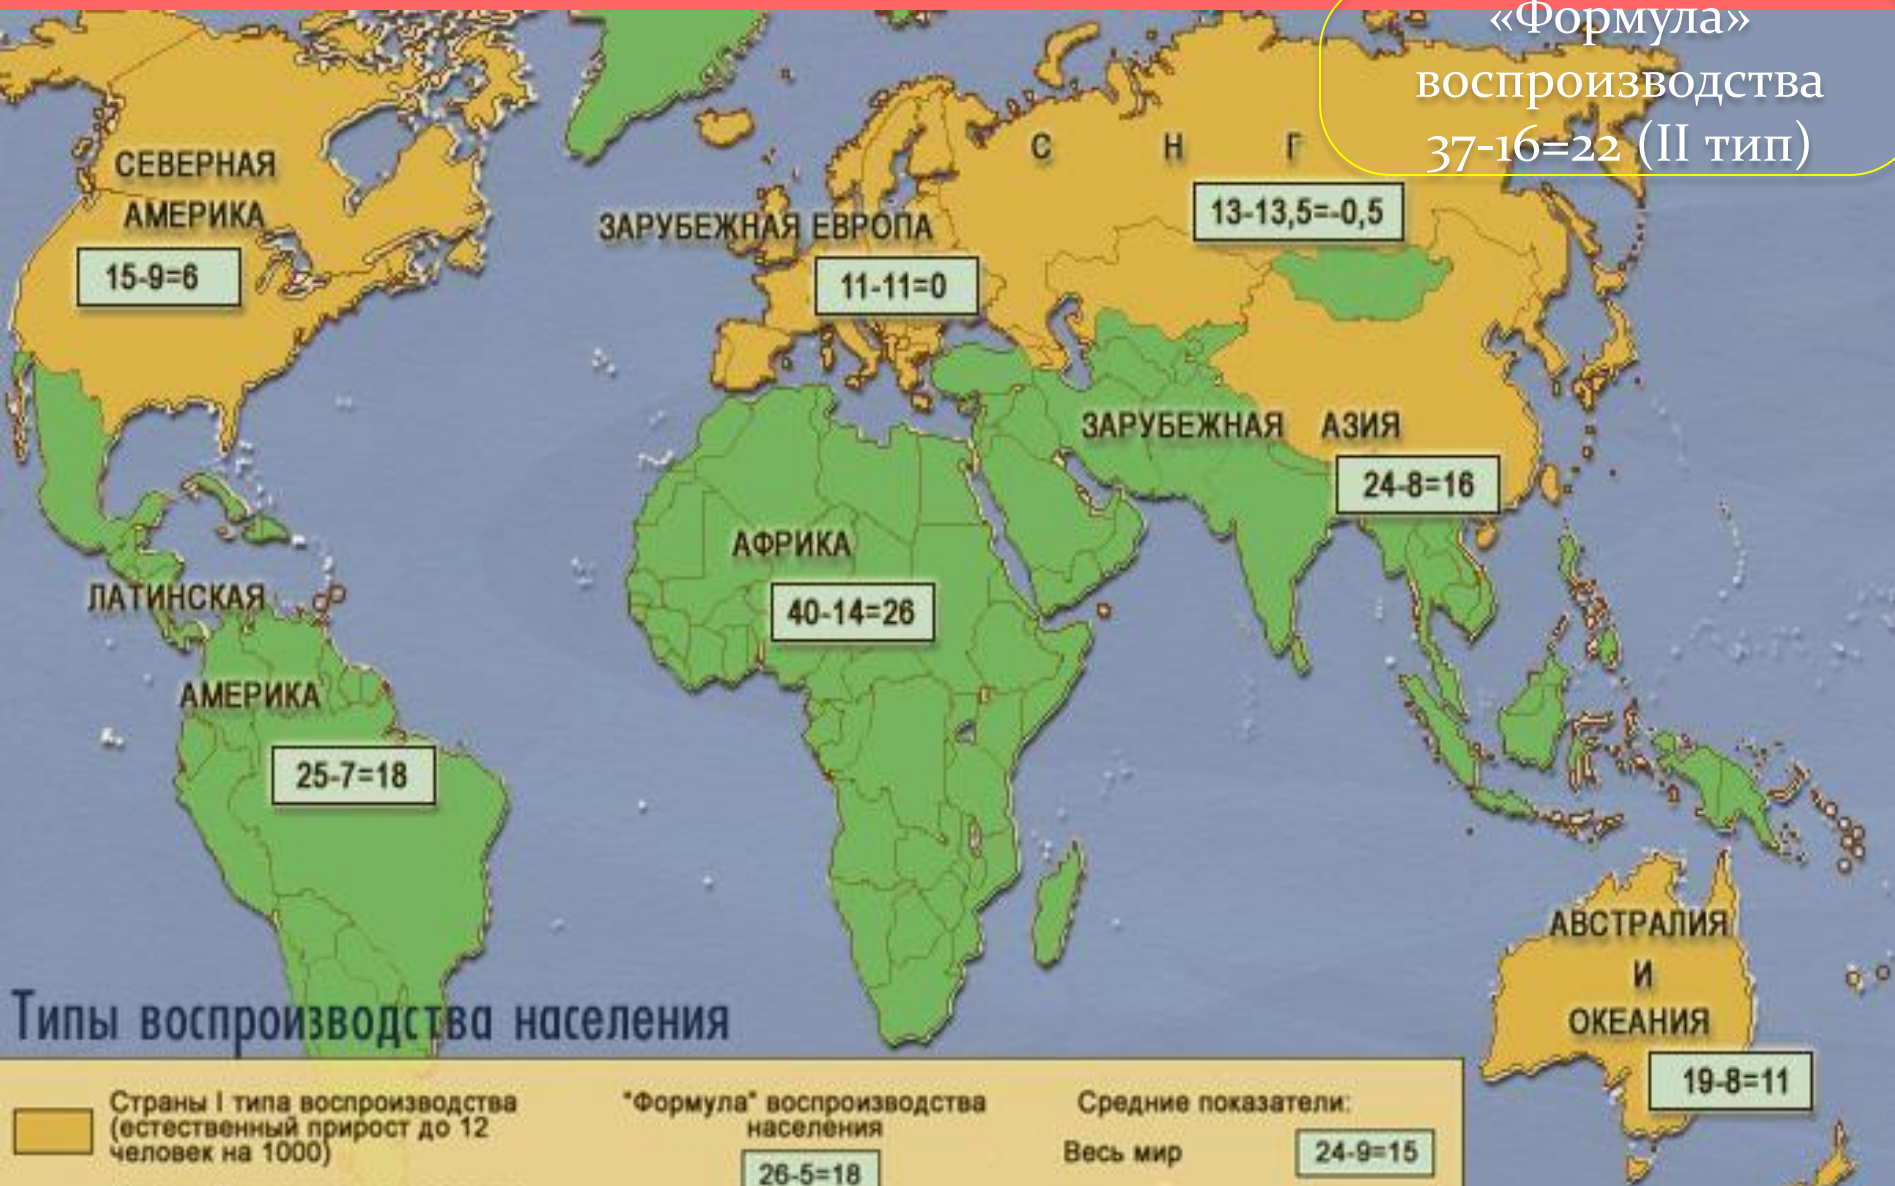 «Формула»
воспроизводства
37-16=22 (II тип)
СЕВЕРНАЯ
АМЕРИКА
15-9=6
ЗАРУБЕЖНАЯ ЕВРОПА
11-11=0
С Н Г
13-13,5=-0,5
ЗАРУБЕЖНАЯ АЗИЯ
24-8=16
АФРИКА
40-14=26
ЛАТИНСКАЯ
АМЕРИКА
25-7=18
АВСТРАЛИЯ
И
ОКЕАНИЯ
19-8=11
Типы воспроизводства населения
Страны I типа воспроизводства
(естественный прирост до 12
человек на 1000)
"Формула" воспроизводства
населения
26-5=18
Средние показатели:
Весь мир 24-9=15